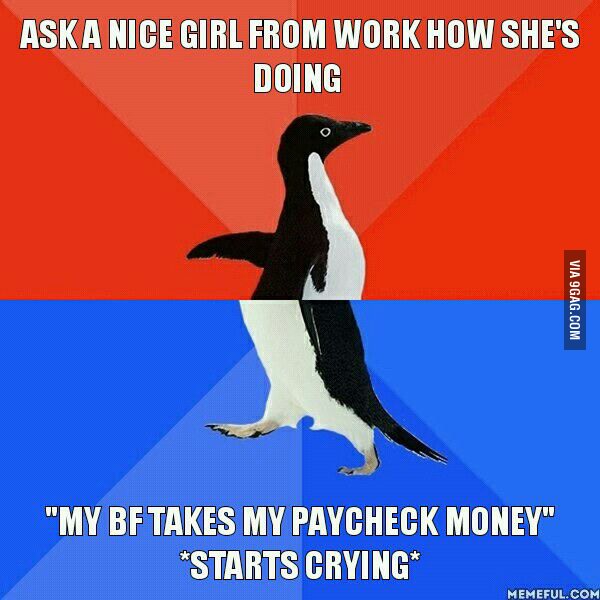 ASK A NICE GIRL FROM WORK HOW SHE'S
DOING
VIA 9GAG.COM
"MY BF TAKES MY PAYCHECK MONEY"
*STARTS CRYING*
MEMEFUL.COM